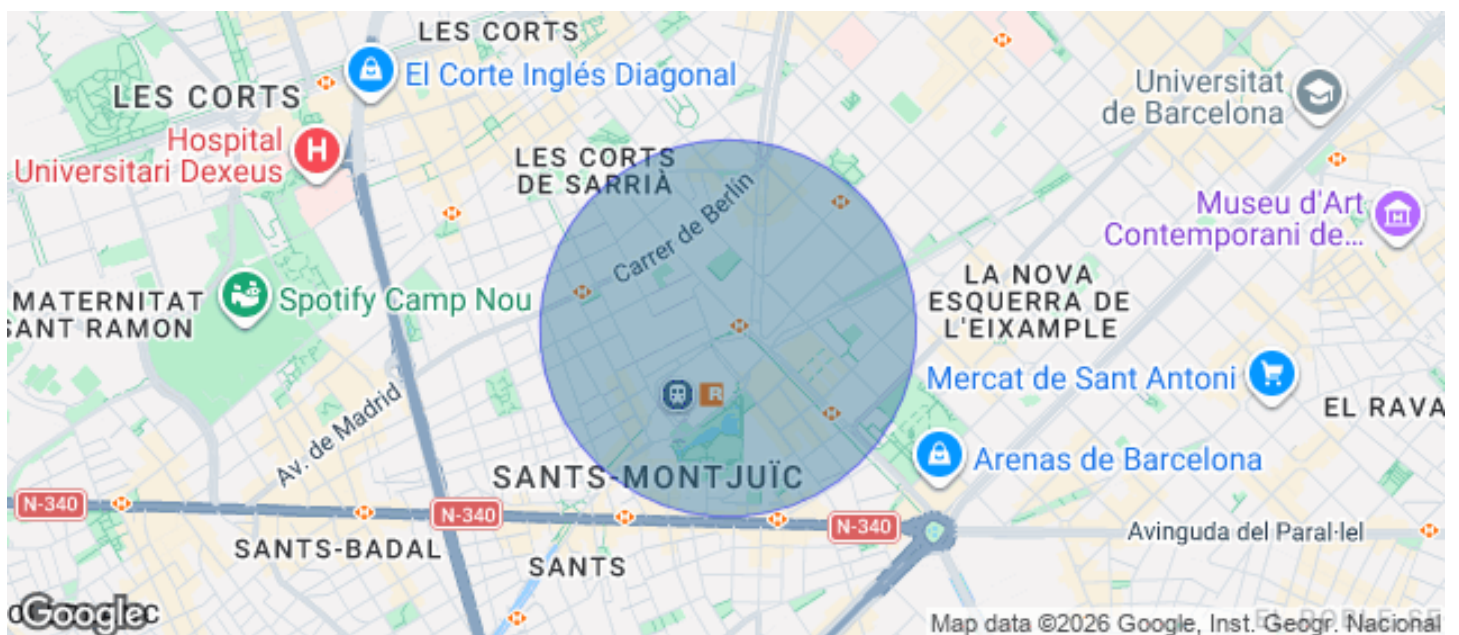 LES CORTS
El Corte Inglés Diagonal
LES CORTS
Universitat
de Barcelona
Hospital
Universitari Dexeus
H
LES CORTS
DE SARRIÀ
Carrer de Berlin
Museu d'Art
Contemporani de...
MATERNITAT
SANT RAMON
Spotify Camp Nou
LA NOVA
ESQUERRA DE
L'EIXAMPLE
Mercat de Sant Antoni
R
EL RAVA
Av. de Madrid
Arenas de Barcelona
SANTS-MONTJUÏC
N-340
N-340
N-340
Avinguda del Paral·lel
SANTS-BADAL
SANTS
Google
Map data ©2026 Google, Inst. Geogr. Nacional